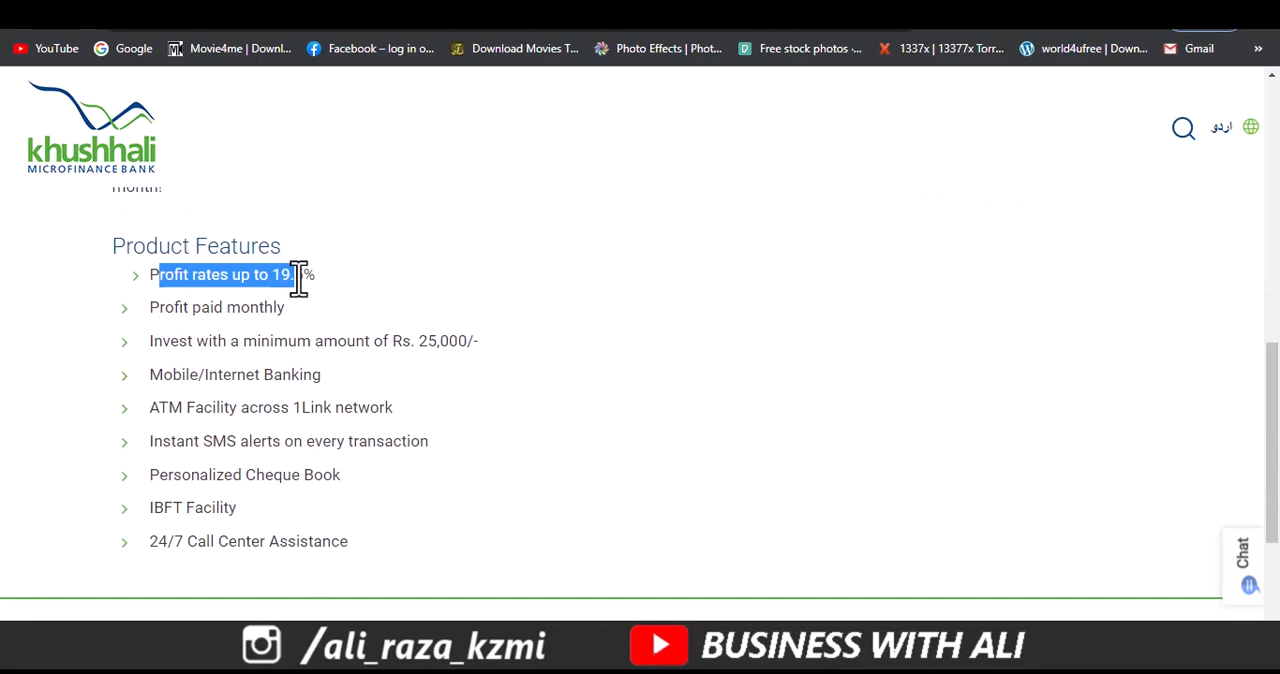 YouTube
Google
Movie4me | Downl...
Facebook – log in o...
Download Movies T...
Photo Effects | Phot...
Free stock photos ·...
1337x | 13377x Torr...
world4ufree | Down...
Gmail
»
khushhali
MICROFINANCE BANK
اردو
month!
Product Features
Profit rates up to 19. %
Profit paid monthly
Invest with a minimum amount of Rs. 25,000/-
Mobile/Internet Banking
ATM Facility across 1Link network
Instant SMS alerts on every transaction
Personalized Cheque Book
IBFT Facility
24/7 Call Center Assistance
Chat
/ali_raza_kzmi
BUSINESS WITH ALI